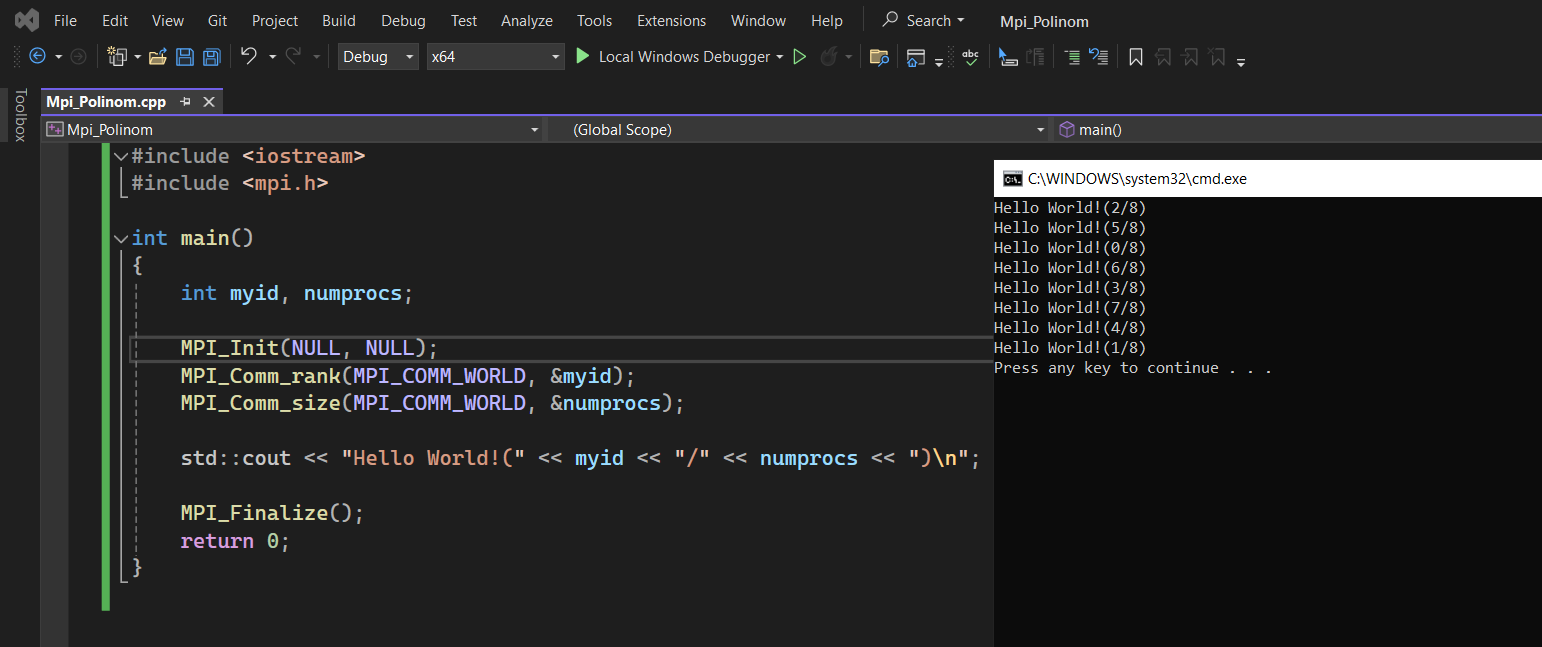 File Edit View Git Project Build Debug Test Analyze Tools Extensions Window Help Search Mpi_Polinom
Debug x64 Local Windows Debugger abc
Toolbox
Mpi_Polinom.cpp
Mpi_Polinom (Global Scope) main()
#include <iostream>
#include <mpi.h>
int main()
{
int myid, numprocs;
MPI_Init(NULL, NULL);
MPI_Comm_rank(MPI_COMM_WORLD, &myid);
MPI_Comm_size(MPI_COMM_WORLD, &numprocs);
std::cout << "Hello World!(" << myid << "/" << numprocs << ")\n";
MPI_Finalize();
return 0;
}
C:\WINDOWS\system32\cmd.exe
Hello World!(2/8)
Hello World!(5/8)
Hello World!(0/8)
Hello World!(6/8)
Hello World!(3/8)
Hello World!(7/8)
Hello World!(4/8)
Hello World!(1/8)
Press any key to continue . . .